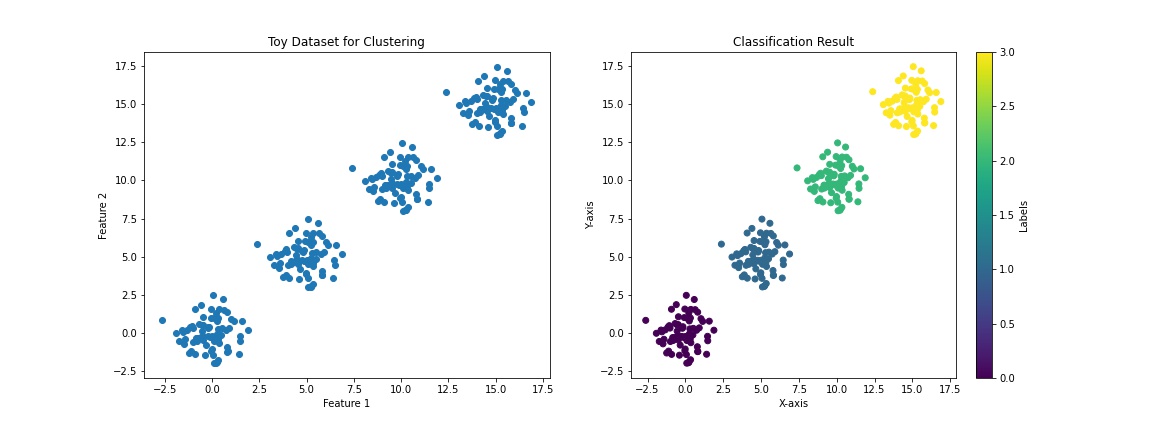 Toy Dataset for Clustering
17.5
15.0
12.5
10.0
7.5
5.0
2.5
0.0
−2.5
Feature 2
−2.5 0.0 2.5 5.0 7.5 10.0 12.5 15.0 17.5
Feature 1
Classification Result
17.5
15.0
12.5
10.0
7.5
5.0
2.5
0.0
−2.5
Y-axis
−2.5 0.0 2.5 5.0 7.5 10.0 12.5 15.0 17.5
X-axis
3.0
2.5
2.0
1.5
1.0
0.5
0.0
Labels